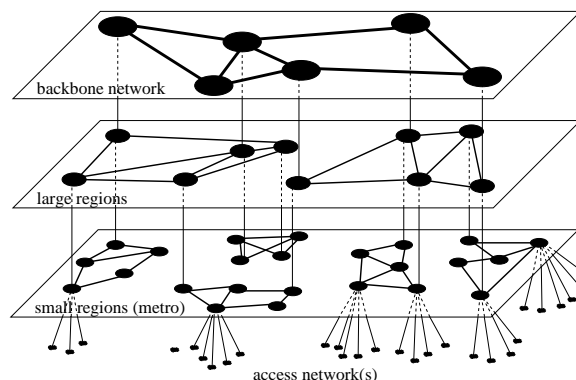 backbone network
large regions
small regions (metro)
access network(s)